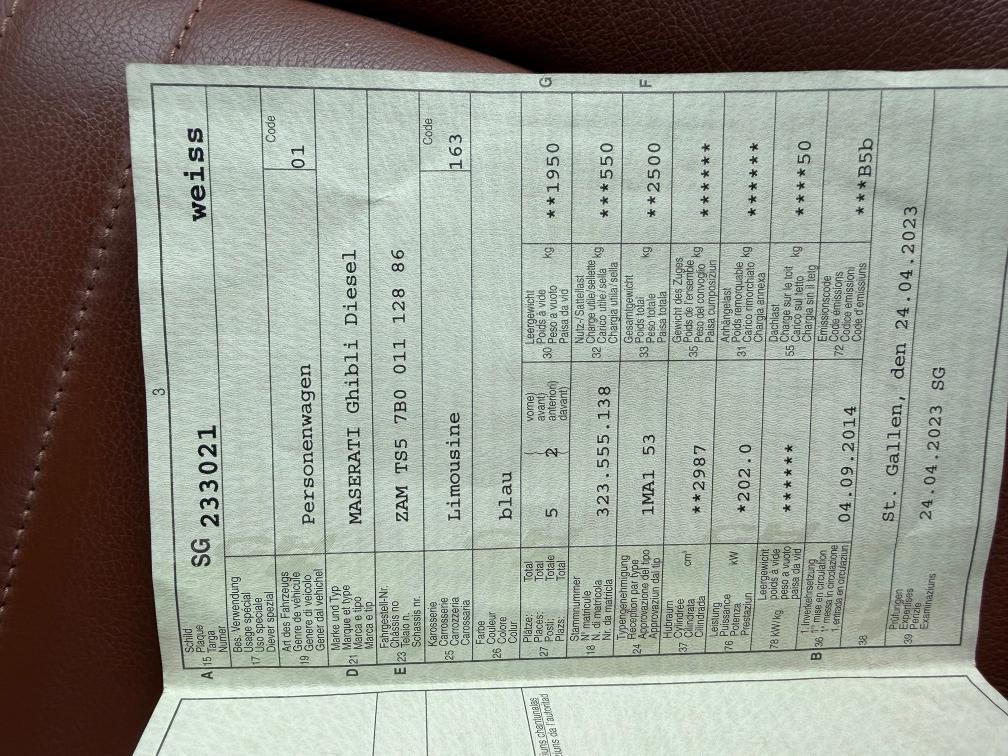 3
A 15 Schild Plaque Targa Numer SG 233021 weiss
17 Bes. Verwendung Usage spécial Uso speciale Diever spezial
19 Art des Fahrzeugs Genre de véhicule Genere di veicolo Gener dal vehichel Personenwagen Code 01
D 21 Marke und Typ Marque et type Marca e tipo Marca e tip MASERATI Ghibli Diesel
E 23 Fahrgestell-Nr. Châssis no Telaio n. Schassis nr. ZAM TS5 7B0 011 128 86
25 Karosserie Carrosserie Carrozzeria Carossaria Limousine Code 163
26 Farbe Couleur Colore Colur blau
27 Plätze: Places: Posti: Plazs: Total Total Totale Total 5 2 vorne) avant) anteriori) davant)
30 Leergewicht Poids à vide Peso a vuoto Paisa da vid kg **1950 G
18 Stammnummer N° matricule N. di matricola Nr. da matricla 323.555.138
32 Nutz-/Sattellast Charge utile/sellette Carico utile/sella Chargia utila/sella kg ***550
24 Typengenehmigung Réception par type Approvazione del tipo Approvaziun dal tip 1MA1 53
33 Gesamtgewicht Poids total Peso totale Paisa totala kg **2500 F
37 Hubraum Cylindrée Cilindrata Cilindrada cm³ **2987
35 Gewicht des Zuges Poids de l'ensemble Peso del convoglio Paisa cumposiziun kg *******
76 Leistung Puissance Potenza Prestaziun kW *202.0
31 Anhängelast Poids remorquable Carico rimorchiato Chargia annexa kg *******
78 kW/kg Leergewicht poids à vide peso a vuoto paisa da vid ******
55 Dachlast Charge sur le toit Carico sul tetto Chargia sin il tetg kg ****50
B 36 1. Inverkehrsetzung 1re mise en circulation 1. messa in circolazione 1. entrada en circulaziun 04.09.2014
72 Emissionscode Code émissions Codice emissioni Code d'emissiuns ***B5b
38
39 Prüfungen Expertises Perizie Examinaziuns St. Gallen, den 24.04.2023
24.04.2023 SG